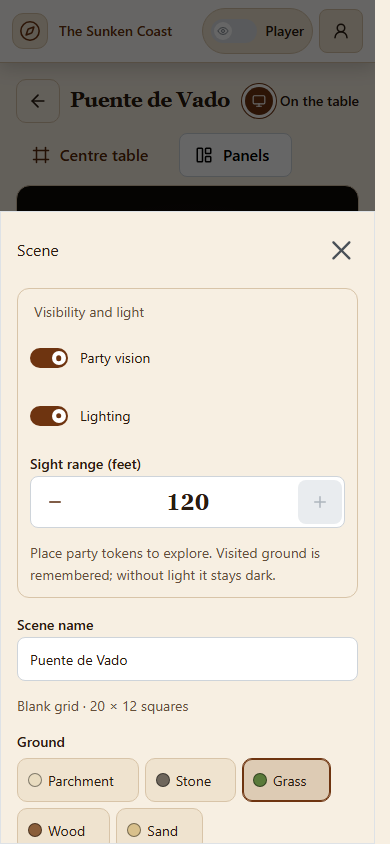 The Sunken Coast
Player
Puente de Vado
On the table
Centre table
Panels
Scene
Visibility and light
Party vision
Lighting
Sight range (feet)
− 120 +
Place party tokens to explore. Visited ground is
remembered; without light it stays dark.
Scene name
Puente de Vado
Blank grid · 20 × 12 squares
Ground
Parchment
Stone
Grass
Wood
Sand